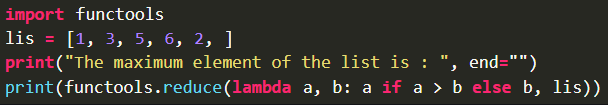 import functools
lis = [1, 3, 5, 6, 2, ]
print("The maximum element of the list is : ", end="")
print(functools.reduce(lambda a, b: a if a > b else b, lis))